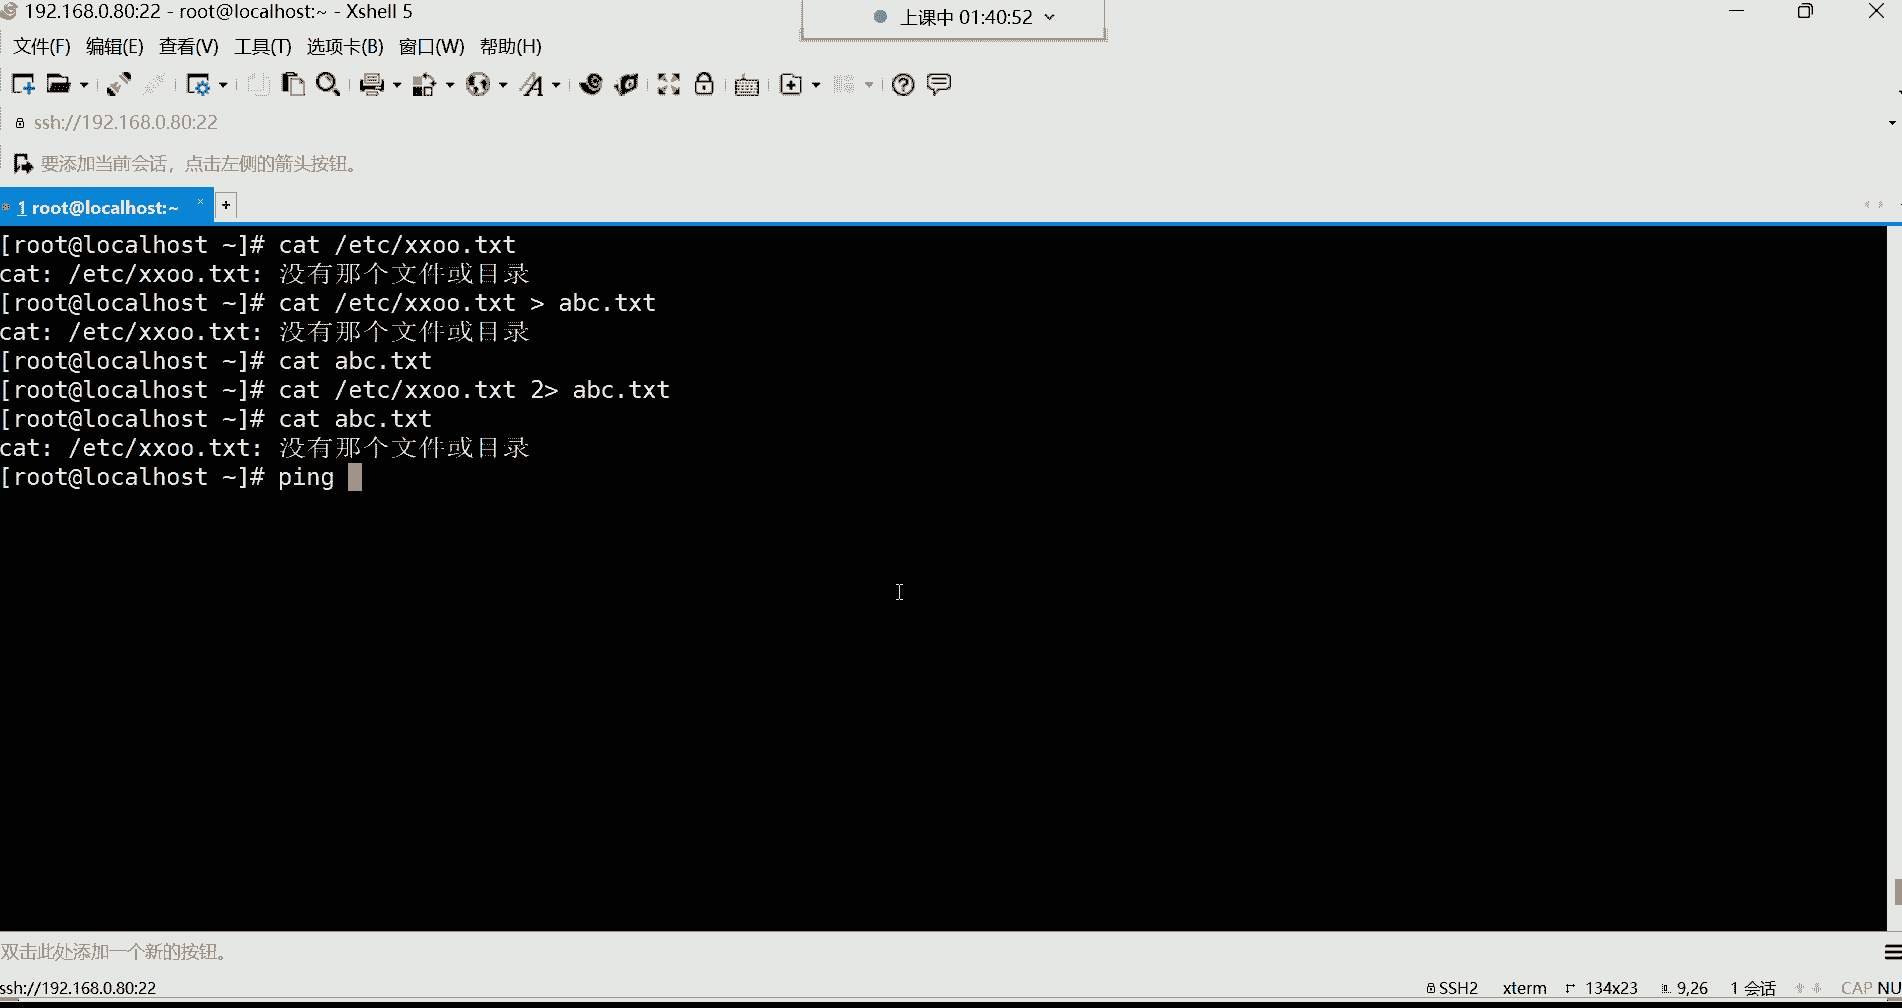 192.168.0.80:22 - root@localhost:~ - Xshell 5
上课中 01:40:52
文件(F) 编辑(E) 查看(V) 工具(T) 选项卡(B) 窗口(W) 帮助(H)
ssh://192.168.0.80:22
要添加当前会话，点击左侧的箭头按钮。
1 root@localhost:~ × +
[root@localhost ~]# cat /etc/xxoo.txt
cat: /etc/xxoo.txt: 没有那个文件或目录
[root@localhost ~]# cat /etc/xxoo.txt > abc.txt
cat: /etc/xxoo.txt: 没有那个文件或目录
[root@localhost ~]# cat abc.txt
[root@localhost ~]# cat /etc/xxoo.txt 2> abc.txt
[root@localhost ~]# cat abc.txt
cat: /etc/xxoo.txt: 没有那个文件或目录
[root@localhost ~]# ping
双击此处添加一个新的按钮。
ssh://192.168.0.80:22 SSH2 xterm 134x23 9,26 1 会话 CAP NU